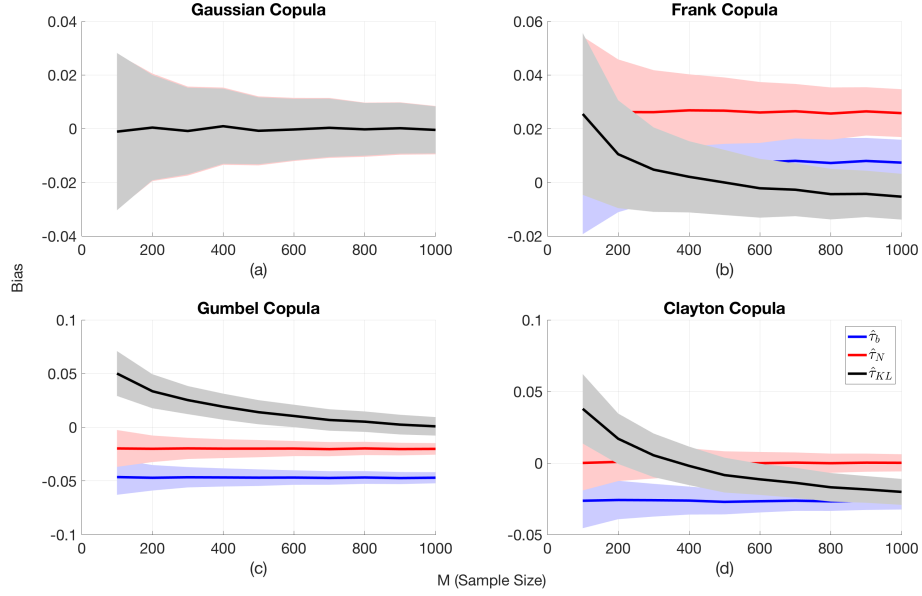 Gaussian Copula
0.04
0.02
0
-0.02
-0.04
0 200 400 600 800 1000
(a)
Frank Copula
0.06
0.04
0.02
0
-0.02
0 200 400 600 800 1000
(b)
Bias
Gumbel Copula
0.1
0.05
0
-0.05
-0.1
0 200 400 600 800 1000
(c)
Clayton Copula
0.1
0.05
0
-0.05
0 200 400 600 800 1000
(d)
τ̂_b
τ̂_N
τ̂_KL
M (Sample Size)